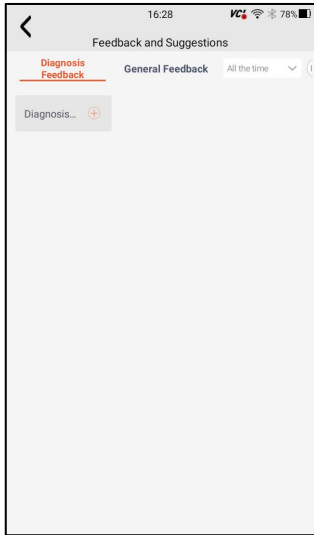 16:28 VCI 78%
Feedback and Suggestions
Diagnosis
Feedback
General Feedback
All the time
Diagnosis...